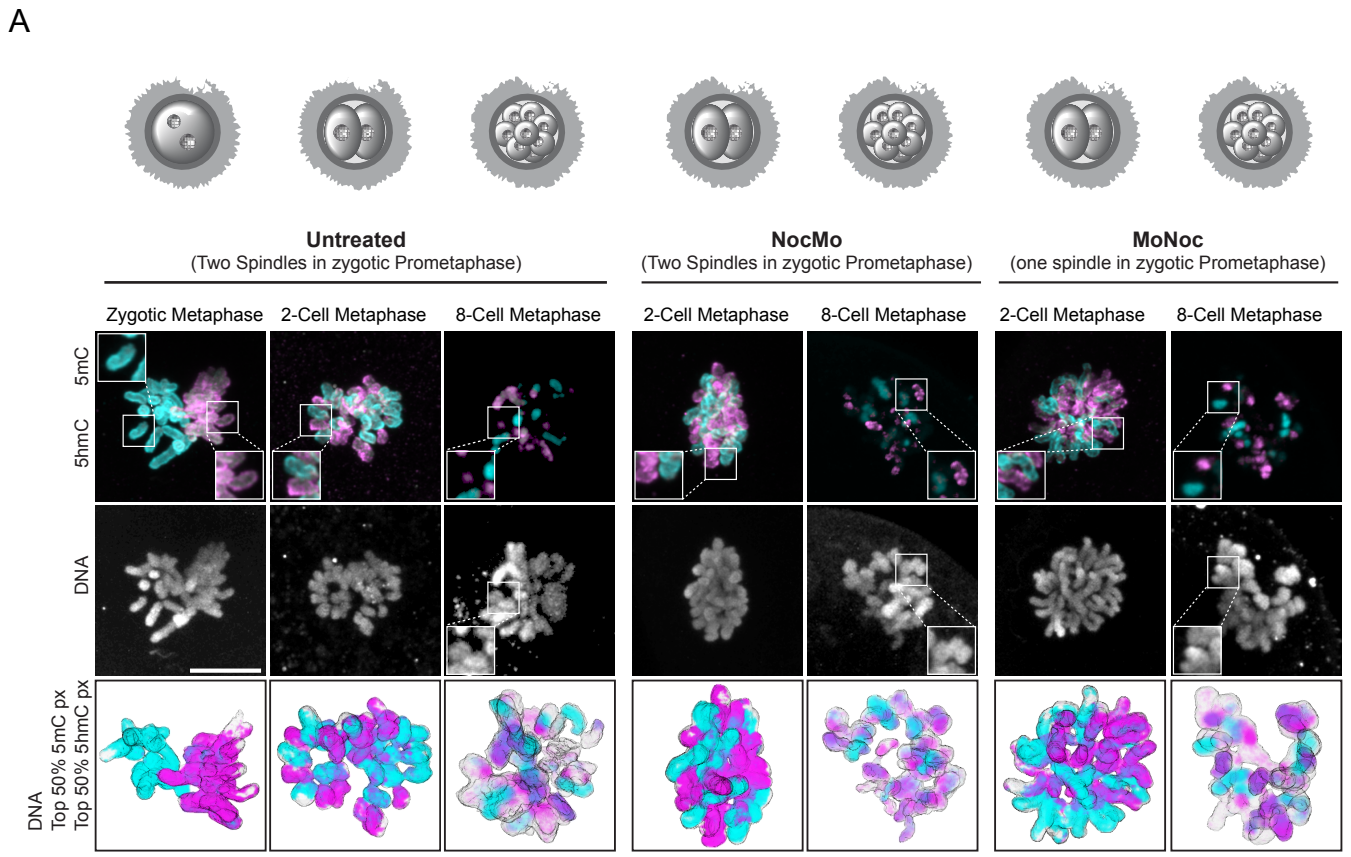 A
Untreated
(Two Spindles in zygotic Prometaphase)
NocMo
(Two Spindles in zygotic Prometaphase)
MoNoc
(one spindle in zygotic Prometaphase)
Zygotic Metaphase
2-Cell Metaphase
8-Cell Metaphase
2-Cell Metaphase
8-Cell Metaphase
2-Cell Metaphase
8-Cell Metaphase
5mC
5hmC
DNA
DNA
Top 50% 5mC px
Top 50% 5hmC px